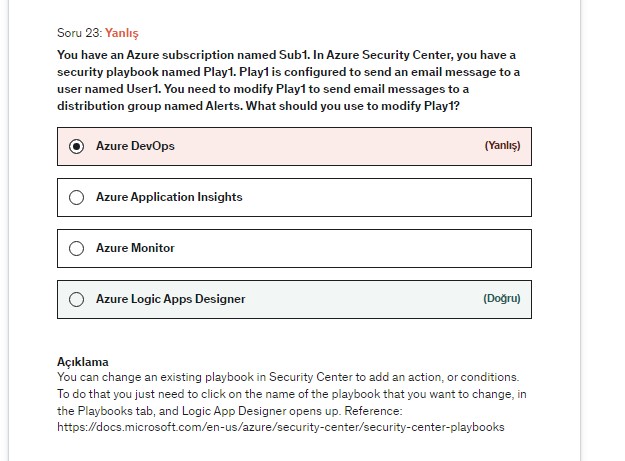 Soru 23: Yanlış
You have an Azure subscription named Sub1. In Azure Security Center, you have a
security playbook named Play1. Play1 is configured to send an email message to a
user named User1. You need to modify Play1 to send email messages to a
distribution group named Alerts. What should you use to modify Play1?
Azure DevOps (Yanlış)
Azure Application Insights
Azure Monitor
Azure Logic Apps Designer (Doğru)
Açıklama
You can change an existing playbook in Security Center to add an action, or conditions.
To do that you just need to click on the name of the playbook that you want to change, in
the Playbooks tab, and Logic App Designer opens up. Reference:
https://docs.microsoft.com/en-us/azure/security-center/security-center-playbooks